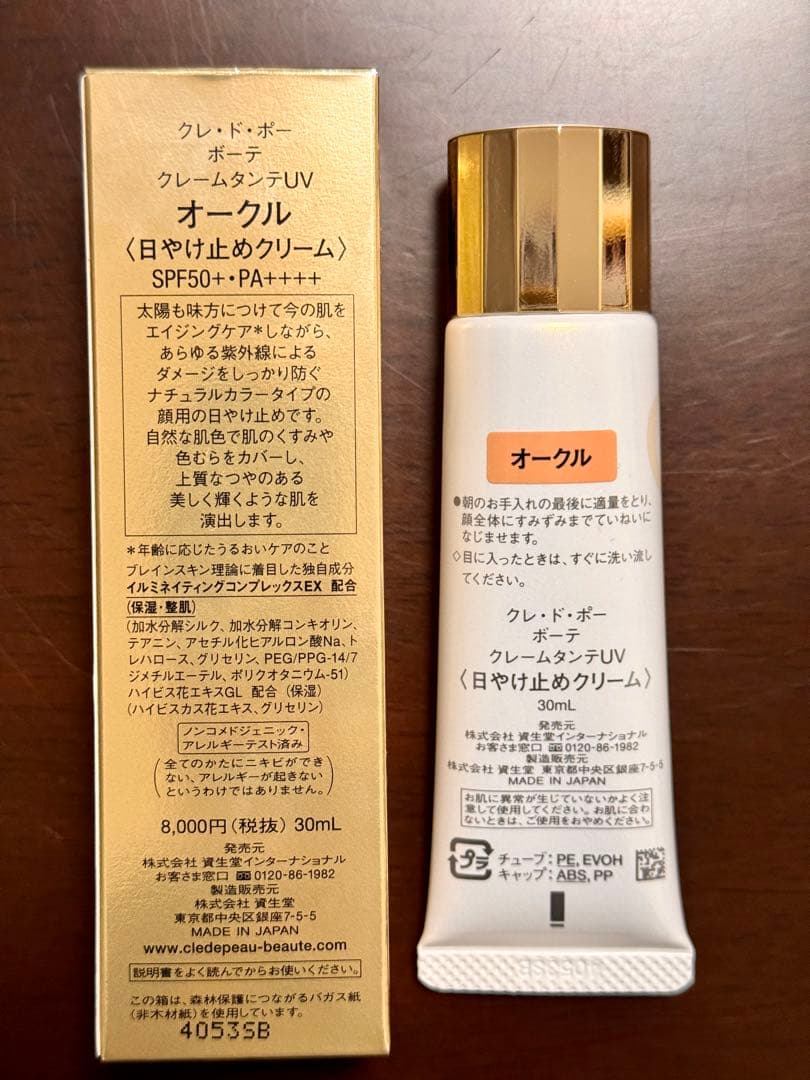 クレ・ド・ポー
ボーテ
クレームタンテUV
オークル
〈日やけ止めクリーム〉
SPF50+・PA++++
太陽も味方につけて今の肌を
エイジングケア*しながら、
あらゆる紫外線による
ダメージをしっかり防ぐ
ナチュラルカラータイプの
顔用の日やけ止めです。
自然な肌色で肌のくすみや
色むらをカバーし、
上質なつやのある
美しく輝くような肌を
演出します。
*年齢に応じたうるおいケアのこと
ブレインスキン理論に着目した独自成分
イルミネイティングコンプレックスEX 配合
(保湿・整肌)
(加水分解シルク、加水分解コンキオリン、
テアニン、アセチル化ヒアルロン酸Na、ト
レハロース、グリセリン、PEG/PPG-14/7
ジメチルエーテル、ポリクオタニウム-51)
ハイビス花エキスGL 配合 (保湿)
(ハイビスカス花エキス、グリセリン)
ノンコメドジェニック・
アレルギーテスト済み
(全てのかたにニキビができ
ない、アレルギーが起きない
というわけではありません。)
8,000円(税抜) 30mL
発売元
株式会社 資生堂インターナショナル
お客さま窓口 0120-86-1982
製造販売元
株式会社 資生堂
東京都中央区銀座7-5-5
MADE IN JAPAN
www.cledepeau-beaute.com
説明書をよく読んでからお使いください。
この箱は、森林保護につながるバガス紙
(非木材紙)を使用しています。
4053SB
オークル
●朝のお手入れの最後に適量をとり、
顔全体にすみずみまでていねいに
なじませます。
◇目に入ったときは、すぐに洗い流し
てください。
クレ・ド・ポー
ボーテ
クレームタンテUV
〈日やけ止めクリーム〉
30mL
発売元
株式会社 資生堂インターナショナル
お客さま窓口 0120-86-1982
製造販売元
株式会社 資生堂 東京都中央区銀座7-5-5
MADE IN JAPAN
お肌に異常が生じていないかよく注
意して使用してください。お肌に合わ
ないときは、ご使用をおやめください。
プラ
チューブ:PE, EVOH
キャップ:ABS, PP
4053SB